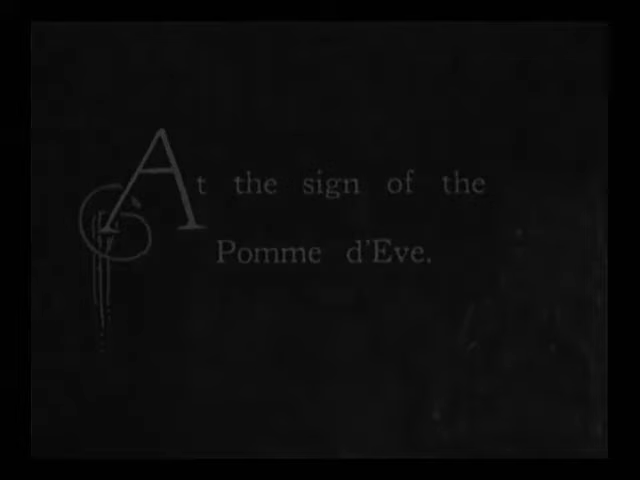 At the sign of the
Pomme d'Eve.